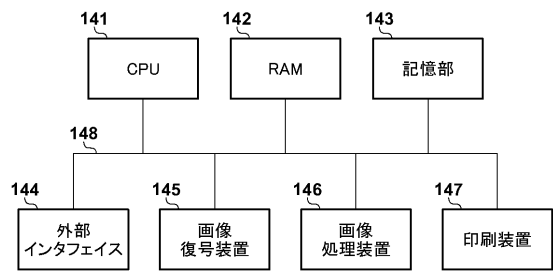 141
142
143
CPU
RAM
記憶部
148
144
145
146
147
外部
インタフェイス
画像
復号装置
画像
処理装置
印刷装置